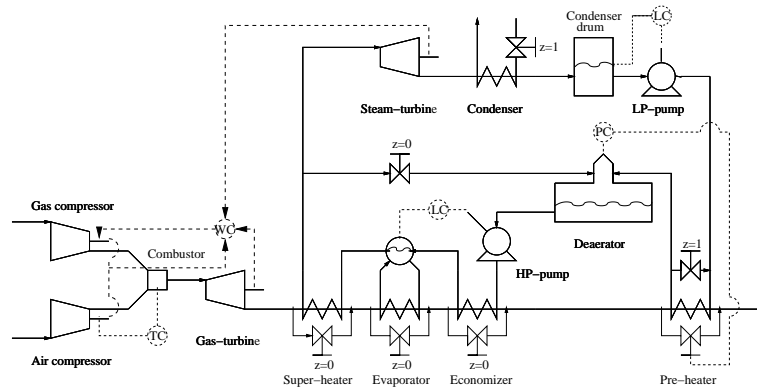 Condenser
drum
LC
z=1
Steam-turbine
Condenser
LP-pump
z=0
PC
Gas compressor
WC
LC
Combustor
Deaerator
z=1
HP-pump
TC
Air compressor
Gas-turbine
z=0
z=0
z=0
Super-heater
Evaporator
Economizer
Pre-heater